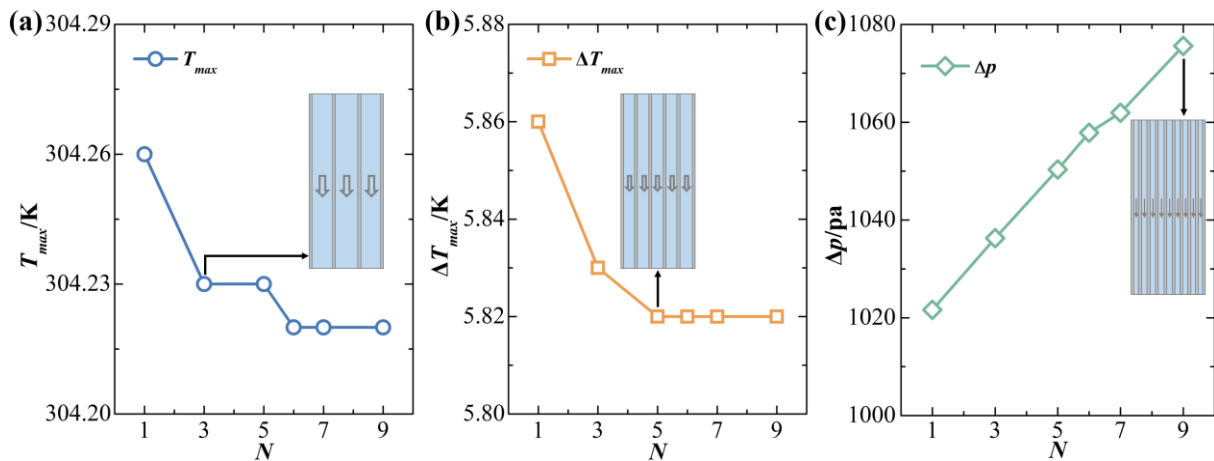 (a)
304.29
304.26
304.23
304.20
T_max/K
T_max
1 3 5 7 9
N
(b)
5.88
5.86
5.84
5.82
5.80
ΔT_max/K
ΔT_max
1 3 5 7 9
N
(c)
1080
1060
1040
1020
1000
Δp/pa
Δp
1 3 5 7 9
N